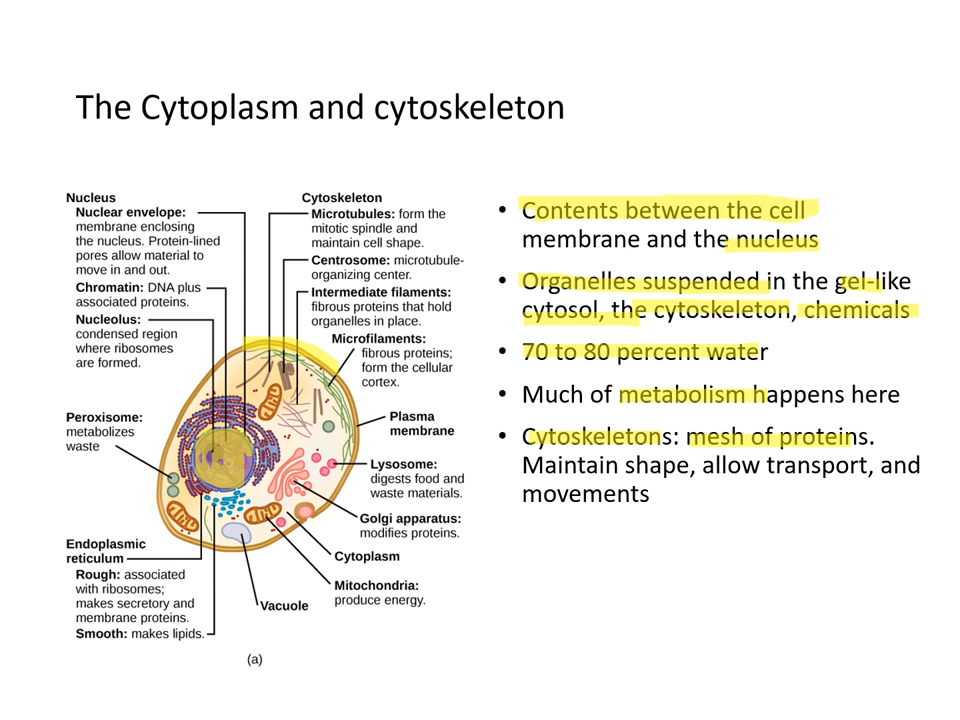 The Cytoplasm and cytoskeleton
Nucleus
Nuclear envelope:
membrane enclosing
the nucleus. Protein-lined
pores allow material to
move in and out.
Chromatin: DNA plus
associated proteins.
Nucleolus:
condensed region
where ribosomes
are formed.
Peroxisome:
metabolizes
waste
Endoplasmic
reticulum
Rough: associated
with ribosomes;
makes secretory and
membrane proteins.
Smooth: makes lipids.
Cytoskeleton
Microtubules: form the
mitotic spindle and
maintain cell shape.
Centrosome: microtubule-
organizing center.
Intermediate filaments:
fibrous proteins that hold
organelles in place.
Microfilaments:
fibrous proteins;
form the cellular
cortex.
Plasma
membrane
Lysosome:
digests food and
waste materials.
Golgi apparatus:
modifies proteins.
Cytoplasm
Mitochondria:
produce energy.
Vacuole
(a)
• Contents between the cell
membrane and the nucleus
• Organelles suspended in the gel-like
cytosol, the cytoskeleton, chemicals
• 70 to 80 percent water
• Much of metabolism happens here
• Cytoskeletons: mesh of proteins.
Maintain shape, allow transport, and
movements